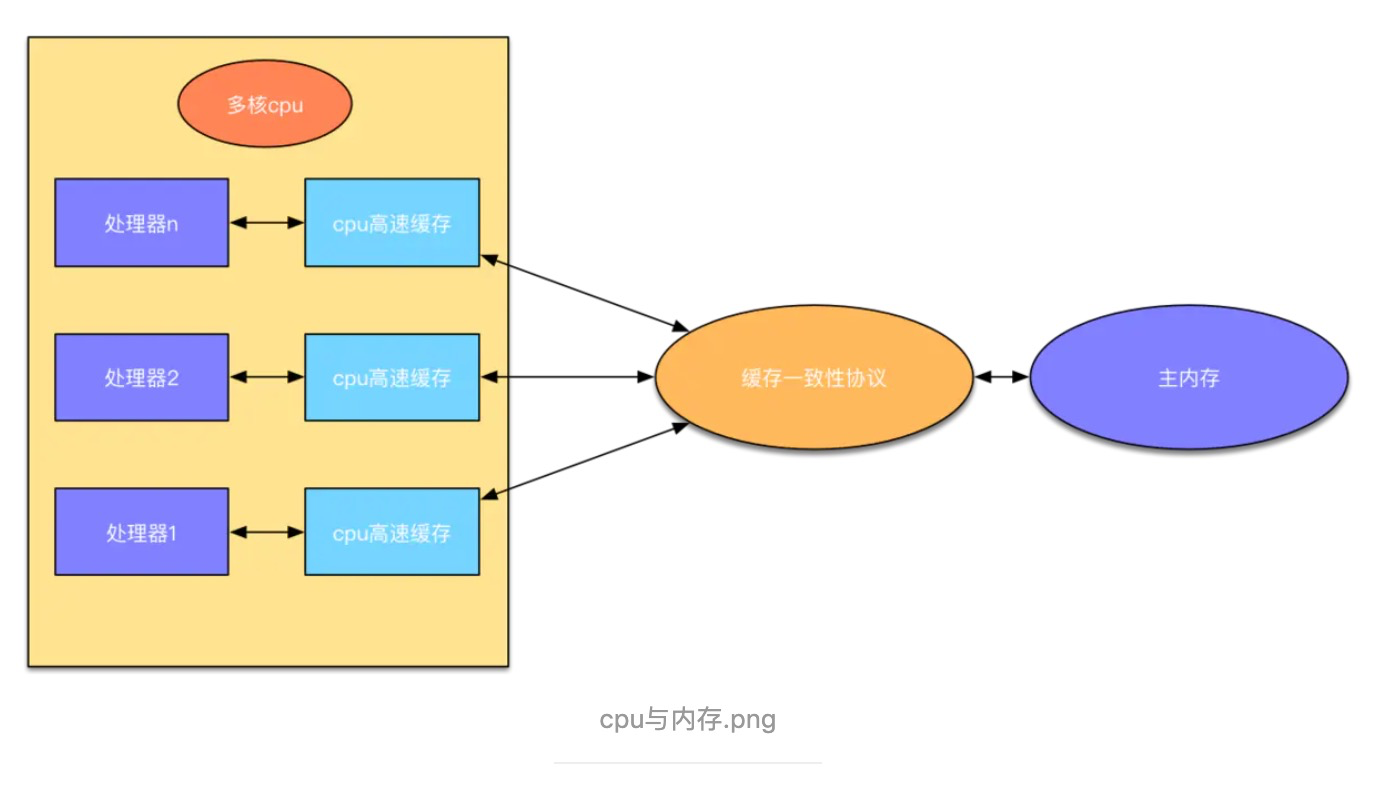 多核cpu
处理器n
cpu高速缓存
处理器2
cpu高速缓存
缓存一致性协议
主内存
处理器1
cpu高速缓存
cpu与内存.png